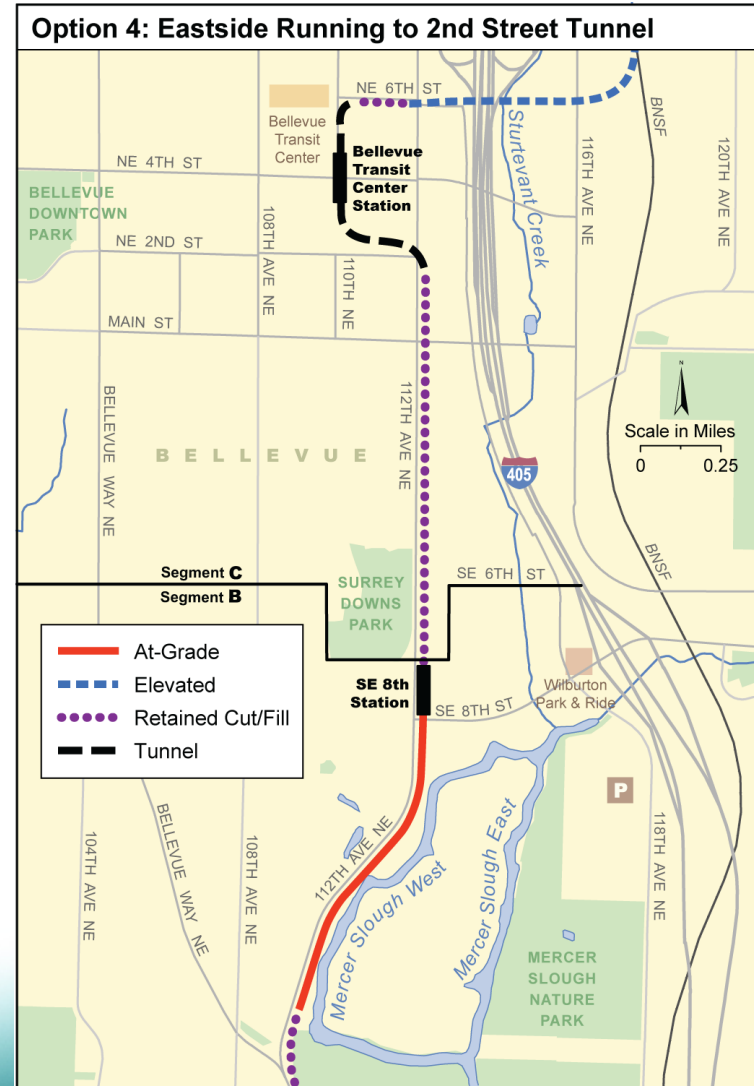 Option 4: Eastside Running to 2nd Street Tunnel
NE 6TH ST
Bellevue
Transit
Center
Bellevue
Transit
Center
Station
BNSF
Sturtevant Creek
116TH AVE NE
120TH AVE NE
NE 4TH ST
BELLEVUE
DOWNTOWN
PARK
108TH AVE NE
NE 2ND ST
110TH NE
MAIN ST
N
Scale in Miles
0 0.25
BELLEVUE WAY NE
112TH AVE NE
BELLEVUE
405
BNSF
Segment C
Segment B
SURREY
DOWNS
PARK
SE 6TH ST
At-Grade
Elevated
Retained Cut/Fill
Tunnel
SE 8th
Station
SE 8TH ST
Wilburton
Park & Ride
P
104TH AVE NE
BELLEVUE WAY NE
108TH AVE NE
112TH AVE NE
Mercer Slough West
Mercer Slough East
118TH AVE NE
MERCER
SLOUGH
NATURE
PARK